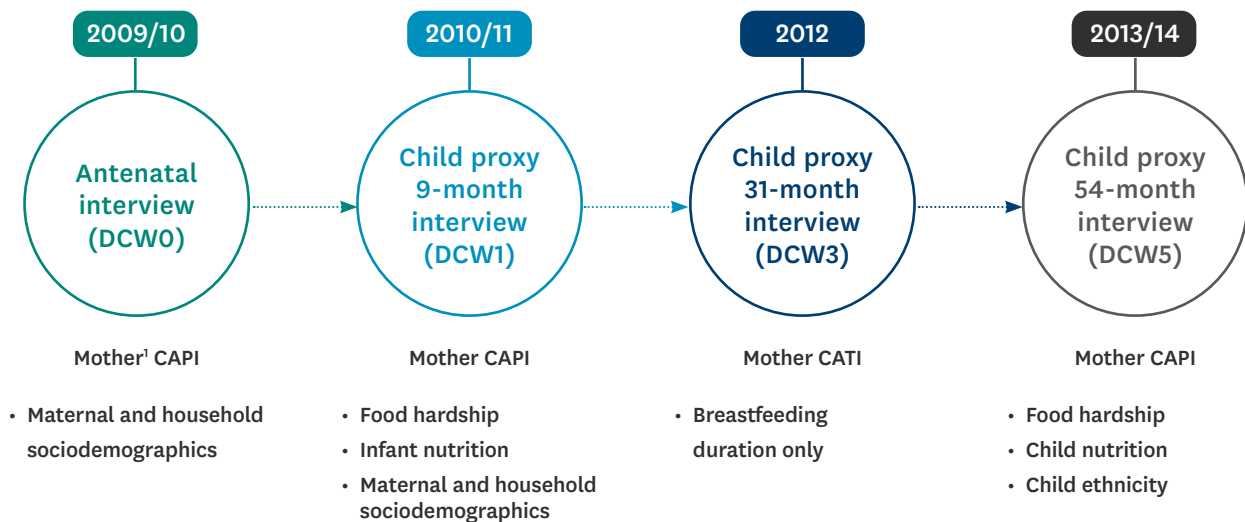 2009/10
Antenatal
interview
(DCW0)
Mother¹ CAPI
• Maternal and household
sociodemographics
2010/11
Child proxy
9-month
interview
(DCW1)
Mother CAPI
• Food hardship
• Infant nutrition
• Maternal and household
sociodemographics
2012
Child proxy
31-month
interview
(DCW3)
Mother CATI
• Breastfeeding
duration only
2013/14
Child proxy
54-month
interview
(DCW5)
Mother CAPI
• Food hardship
• Child nutrition
• Child ethnicity